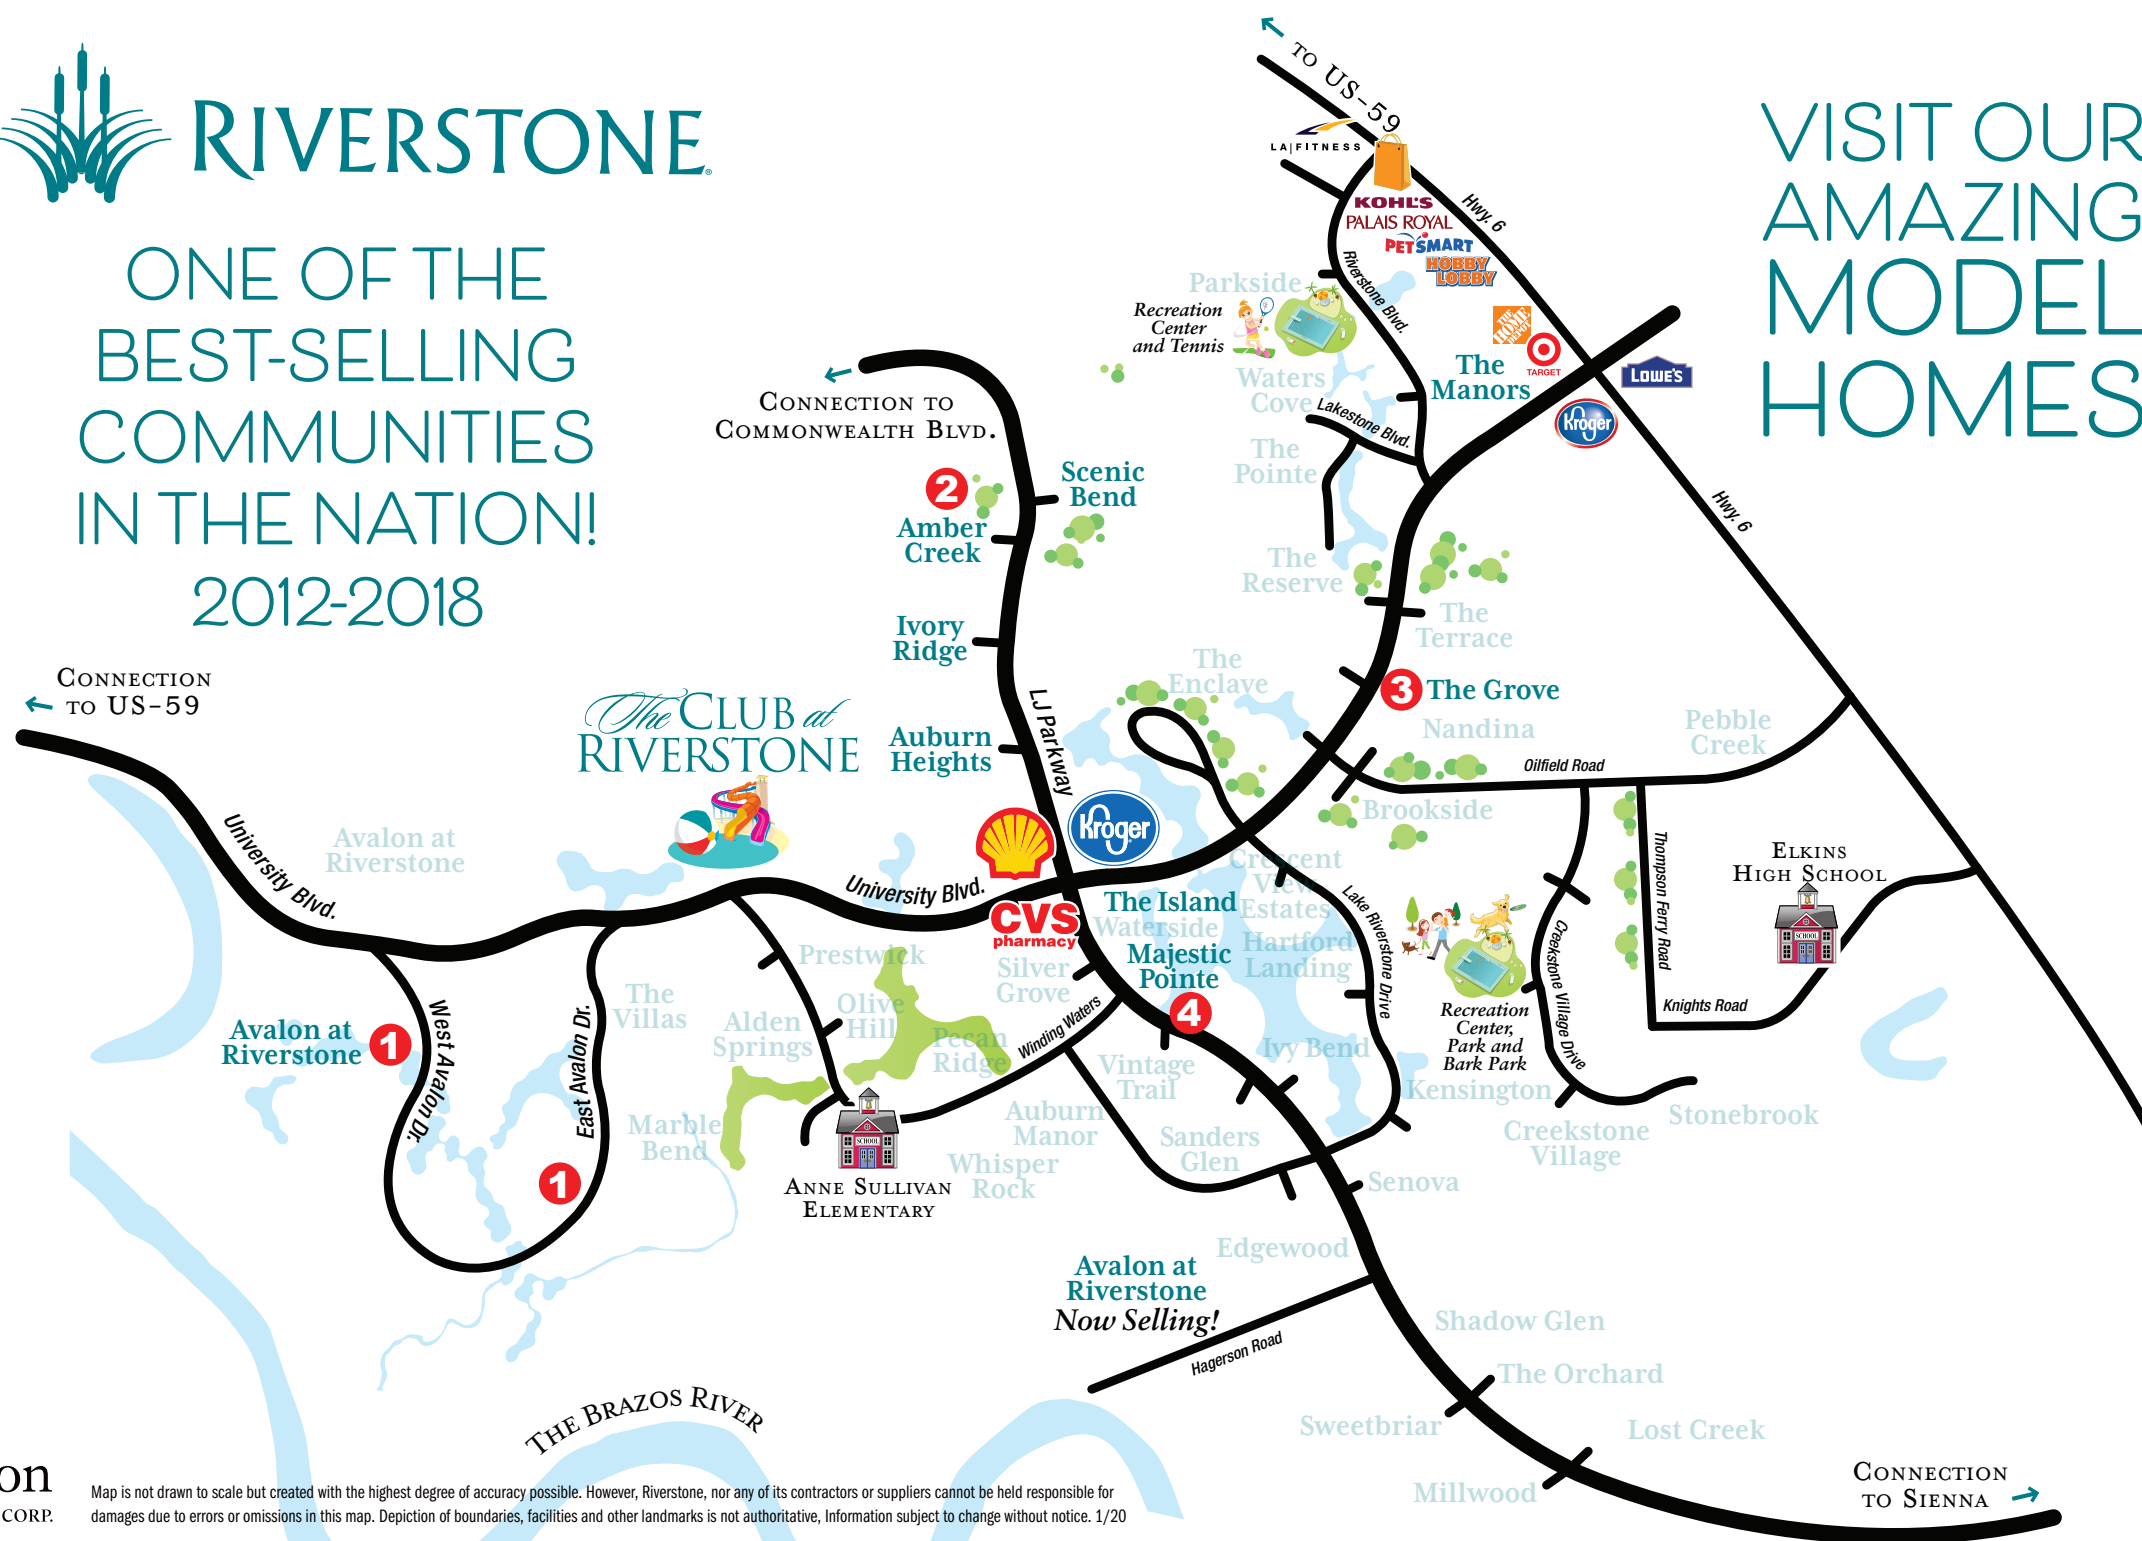 RIVERSTONE®
ONE OF THE
BEST-SELLING
COMMUNITIES
IN THE NATION!
2012-2018
VISIT OUR
AMAZING
MODEL
HOMES
TO US-59
LA|FITNESS
KOHL'S
PALAIS ROYAL
PETSMART
HOBBY
LOBBY
Hwy. 6
Riverstone Blvd.
Parkside
Recreation
Center
and Tennis
THE
HOME
DEPOT
TARGET
The
Manors
LOWE'S
Kroger
Waters
Cove
Lakestone Blvd.
The
Pointe
Hwy. 6
CONNECTION TO
COMMONWEALTH BLVD.
2
Scenic
Bend
Amber
Creek
The
Reserve
The
Terrace
Ivory
Ridge
The
Enclave
3 The Grove
Nandina
Pebble
Creek
CONNECTION
TO US-59
The CLUB at
RIVERSTONE
Auburn
Heights
LJ Parkway
Oilfield Road
Brookside
Kroger
University Blvd.
Avalon at
Riverstone
University Blvd.
CVS
pharmacy
The Island
Waterside
Majestic
Pointe
4
Crescent
View
Estates
Hartford
Landing
Lake Riverstone Drive
Thompson Ferry Road
ELKINS
HIGH SCHOOL
SCHOOL
Creekstone Village Drive
Knights Road
Recreation
Center,
Park and
Bark Park
Prestwick
Silver
Grove
The
Villas
Alden
Springs
Olive
Hill
Pecan
Ridge
Winding Waters
Avalon at
Riverstone
1
West Avalon Dr.
East Avalon Dr.
1
Marble
Bend
SCHOOL
ANNE SULLIVAN
ELEMENTARY
Vintage
Trail
Ivy Bend
Kensington
Auburn
Manor
Whisper
Rock
Sanders
Glen
Creekstone
Village
Stonebrook
Senova
Edgewood
Avalon at
Riverstone
Now Selling!
Hagerson Road
Shadow Glen
The Orchard
Sweetbriar
Lost Creek
Millwood
CONNECTION
TO SIENNA
THE BRAZOS RIVER
on
CORP.
Map is not drawn to scale but created with the highest degree of accuracy possible. However, Riverstone, nor any of its contractors or suppliers cannot be held responsible for
damages due to errors or omissions in this map. Depiction of boundaries, facilities and other landmarks is not authoritative, Information subject to change without notice. 1/20